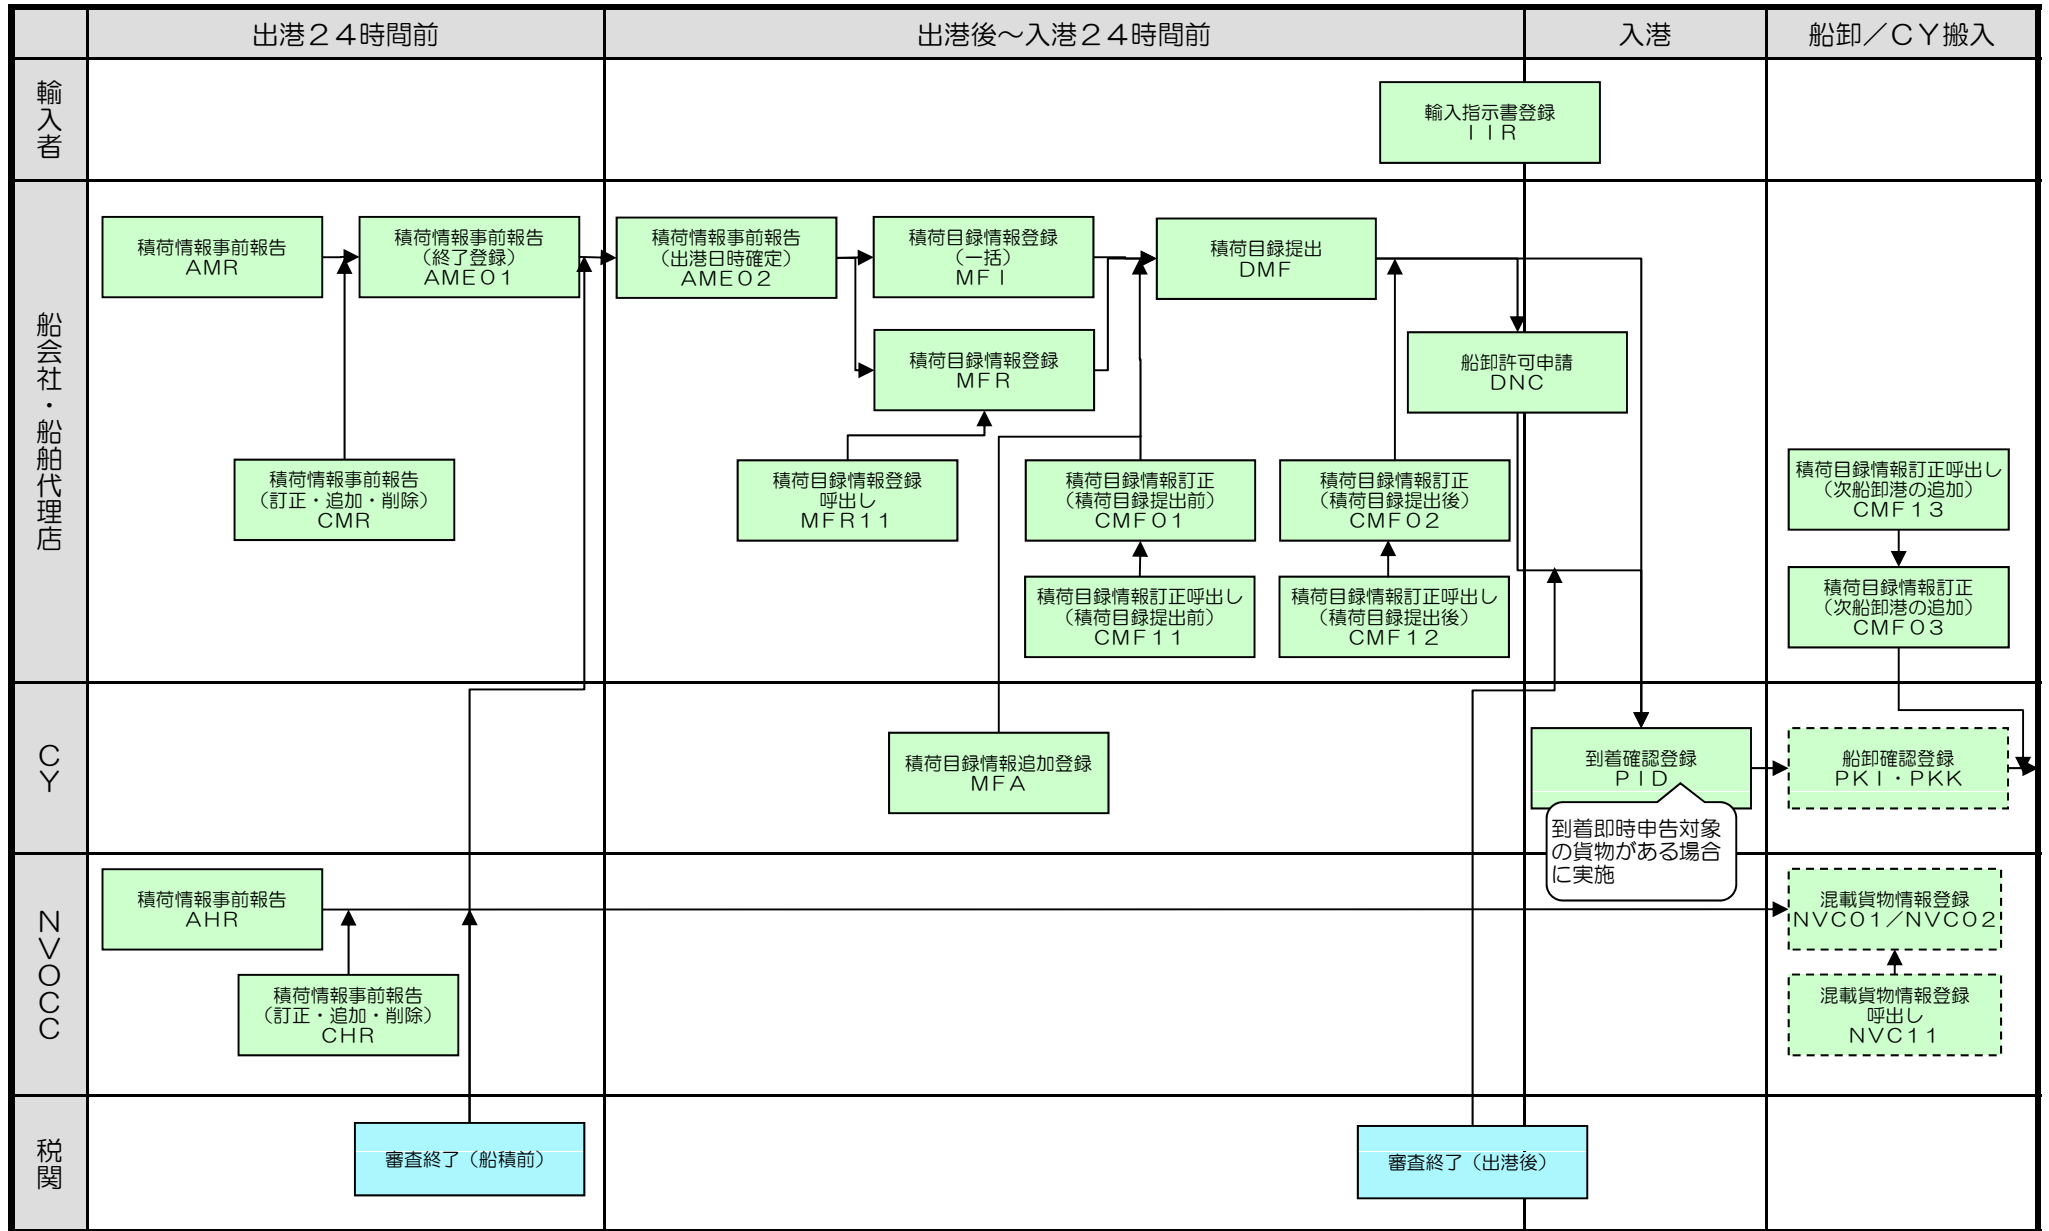 出港２４時間前
出港後～入港２４時間前
入港
船卸／ＣＹ搬入
輸入者
輸入指示書登録
ＩＩＲ
船会社・船舶代理店
積荷情報事前報告
ＡＭＲ
積荷情報事前報告
（終了登録）
ＡＭＥ０１
積荷情報事前報告
（出港日時確定）
ＡＭＥ０２
積荷目録情報登録
（一括）
ＭＦＩ
積荷目録提出
ＤＭＦ
積荷目録情報登録
ＭＦＲ
船卸許可申請
ＤＮＣ
積荷情報事前報告
（訂正・追加・削除）
ＣＭＲ
積荷目録情報登録
呼出し
ＭＦＲ１１
積荷目録情報訂正
（積荷目録提出前）
ＣＭＦ０１
積荷目録情報訂正
（積荷目録提出後）
ＣＭＦ０２
積荷目録情報訂正呼出し
（次船卸港の追加）
ＣＭＦ１３
積荷目録情報訂正呼出し
（積荷目録提出前）
ＣＭＦ１１
積荷目録情報訂正呼出し
（積荷目録提出後）
ＣＭＦ１２
積荷目録情報訂正
（次船卸港の追加）
ＣＭＦ０３
ＣＹ
積荷目録情報追加登録
ＭＦＡ
到着確認登録
ＰＩＤ
船卸確認登録
ＰＫＩ・ＰＫＫ
到着即時申告対象
の貨物がある場合
に実施
ＮＶＯＣＣ
積荷情報事前報告
ＡＨＲ
混載貨物情報登録
ＮＶＣ０１／ＮＶＣ０２
積荷情報事前報告
（訂正・追加・削除）
ＣＨＲ
混載貨物情報登録
呼出し
ＮＶＣ１１
税関
審査終了（船積前）
審査終了（出港後）